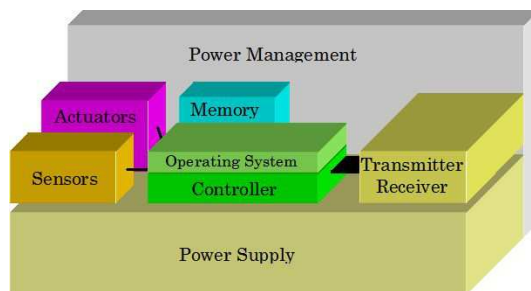 Power Management
Actuators
Memory
Operating System
Sensors
Controller
Transmitter
Receiver
Power Supply